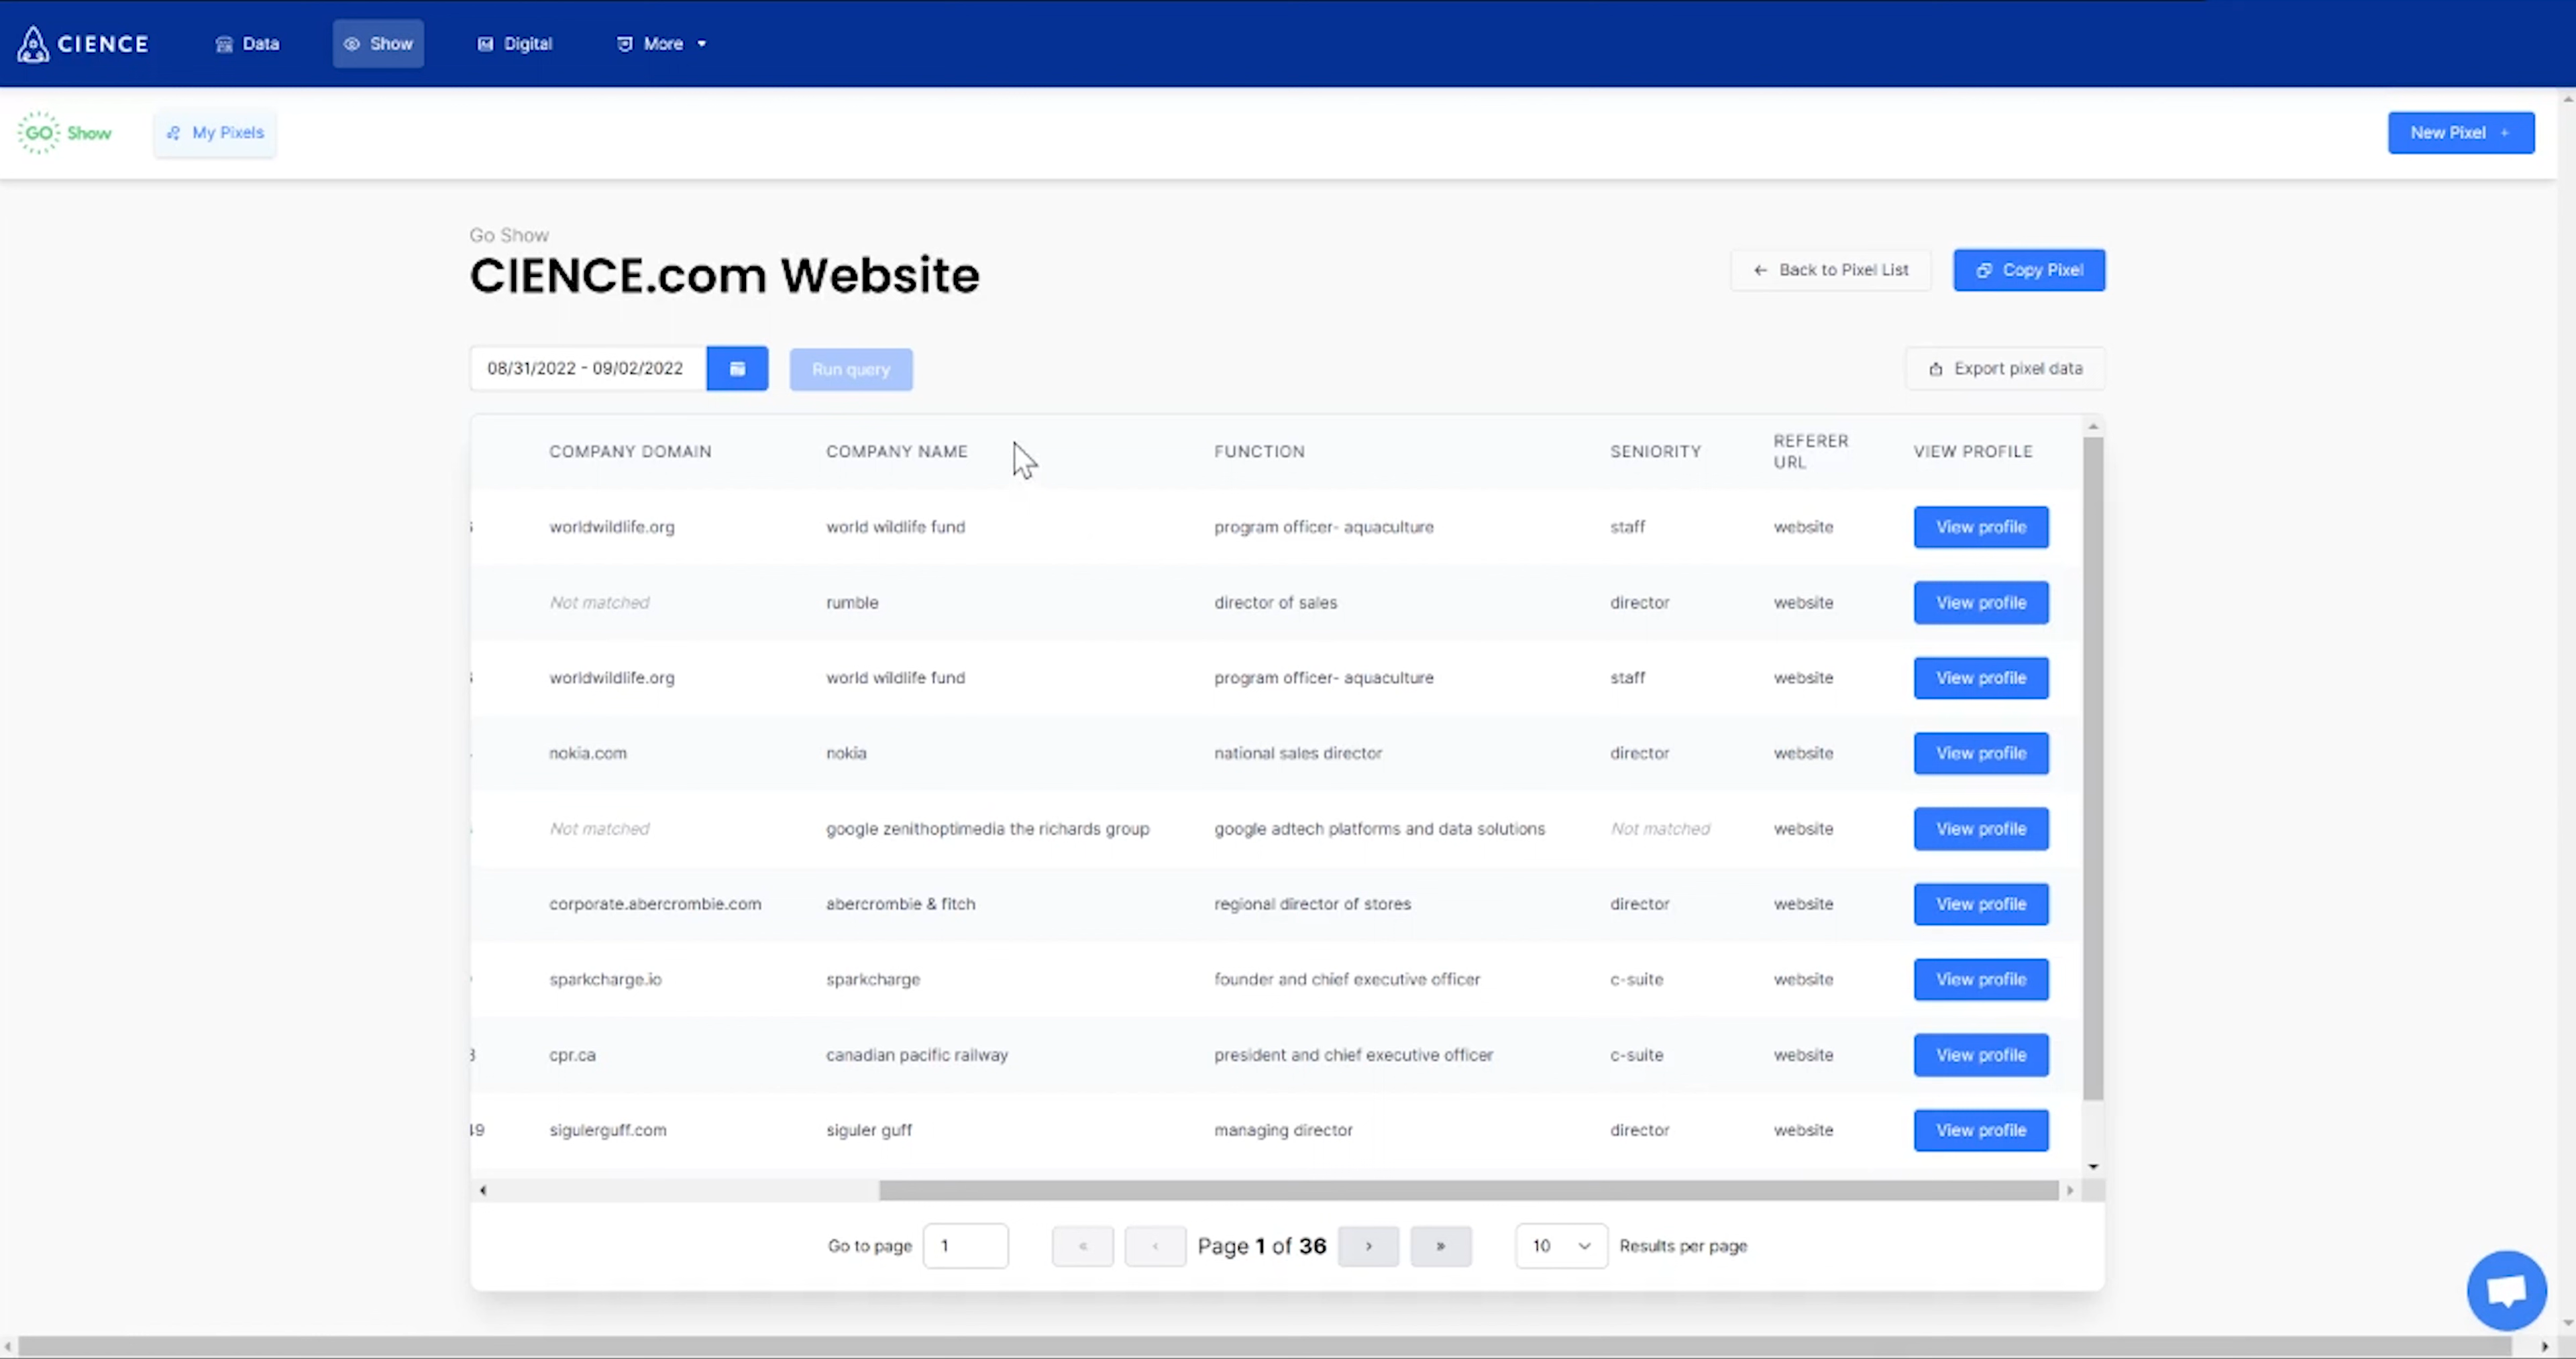 CIENCE Data Show Digital More
GO Show My Pixels New Pixel +
Go Show
CIENCE.com Website
← Back to Pixel List Copy Pixel
08/31/2022 - 09/02/2022 Run query Export pixel data
COMPANY DOMAIN COMPANY NAME FUNCTION SENIORITY REFERER URL VIEW PROFILE
worldwildlife.org world wildlife fund program officer- aquaculture staff website View profile
Not matched rumble director of sales director website View profile
worldwildlife.org world wildlife fund program officer- aquaculture staff website View profile
nokia.com nokia national sales director director website View profile
Not matched google zenithoptimedia the richards group google adtech platforms and data solutions Not matched website View profile
corporate.abercrombie.com abercrombie & fitch regional director of stores director website View profile
sparkcharge.io sparkcharge founder and chief executive officer c-suite website View profile
cpr.ca canadian pacific railway president and chief executive officer c-suite website View profile
49 sigulerguff.com siguler guff managing director director website View profile
Go to page 1 « ‹ Page 1 of 36 › » 10 Results per page